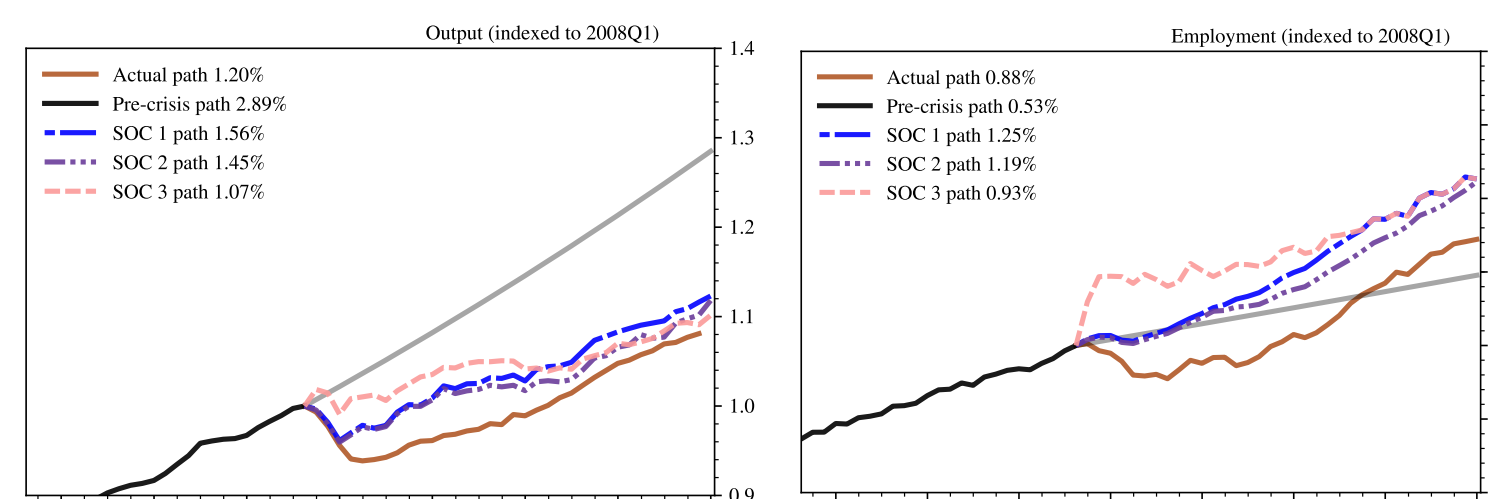 Output (indexed to 2008Q1)
Actual path 1.20%
Pre-crisis path 2.89%
SOC 1 path 1.56%
SOC 2 path 1.45%
SOC 3 path 1.07%
1.4
1.3
1.2
1.1
1.0
0.9
Employment (indexed to 2008Q1)
Actual path 0.88%
Pre-crisis path 0.53%
SOC 1 path 1.25%
SOC 2 path 1.19%
SOC 3 path 0.93%